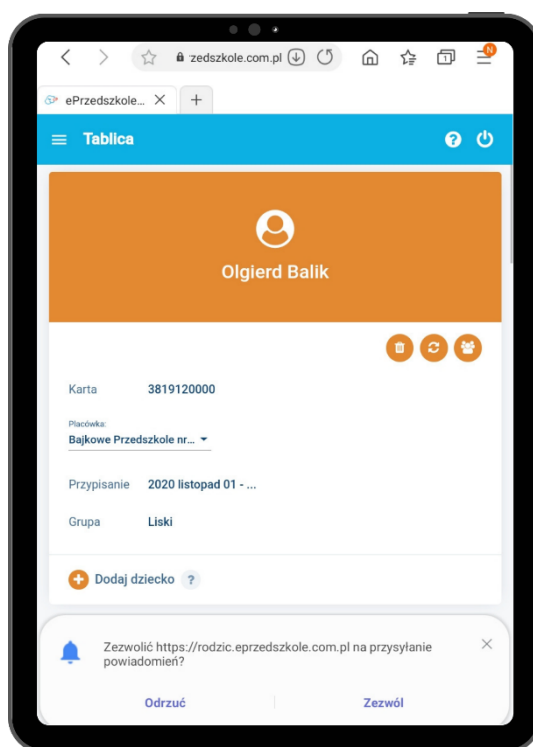 zedszkole.com.pl
1
N
ePrzedszkole...
Tablica
?
Olgierd Balik
Karta 3819120000
Placówka:
Bajkowe Przedszkole nr...
Przypisanie 2020 listopad 01 - ...
Grupa Liski
Dodaj dziecko ?
Zezwolić https://rodzic.eprzedszkole.com.pl na przysyłanie
powiadomień?
Odrzuć Zezwól